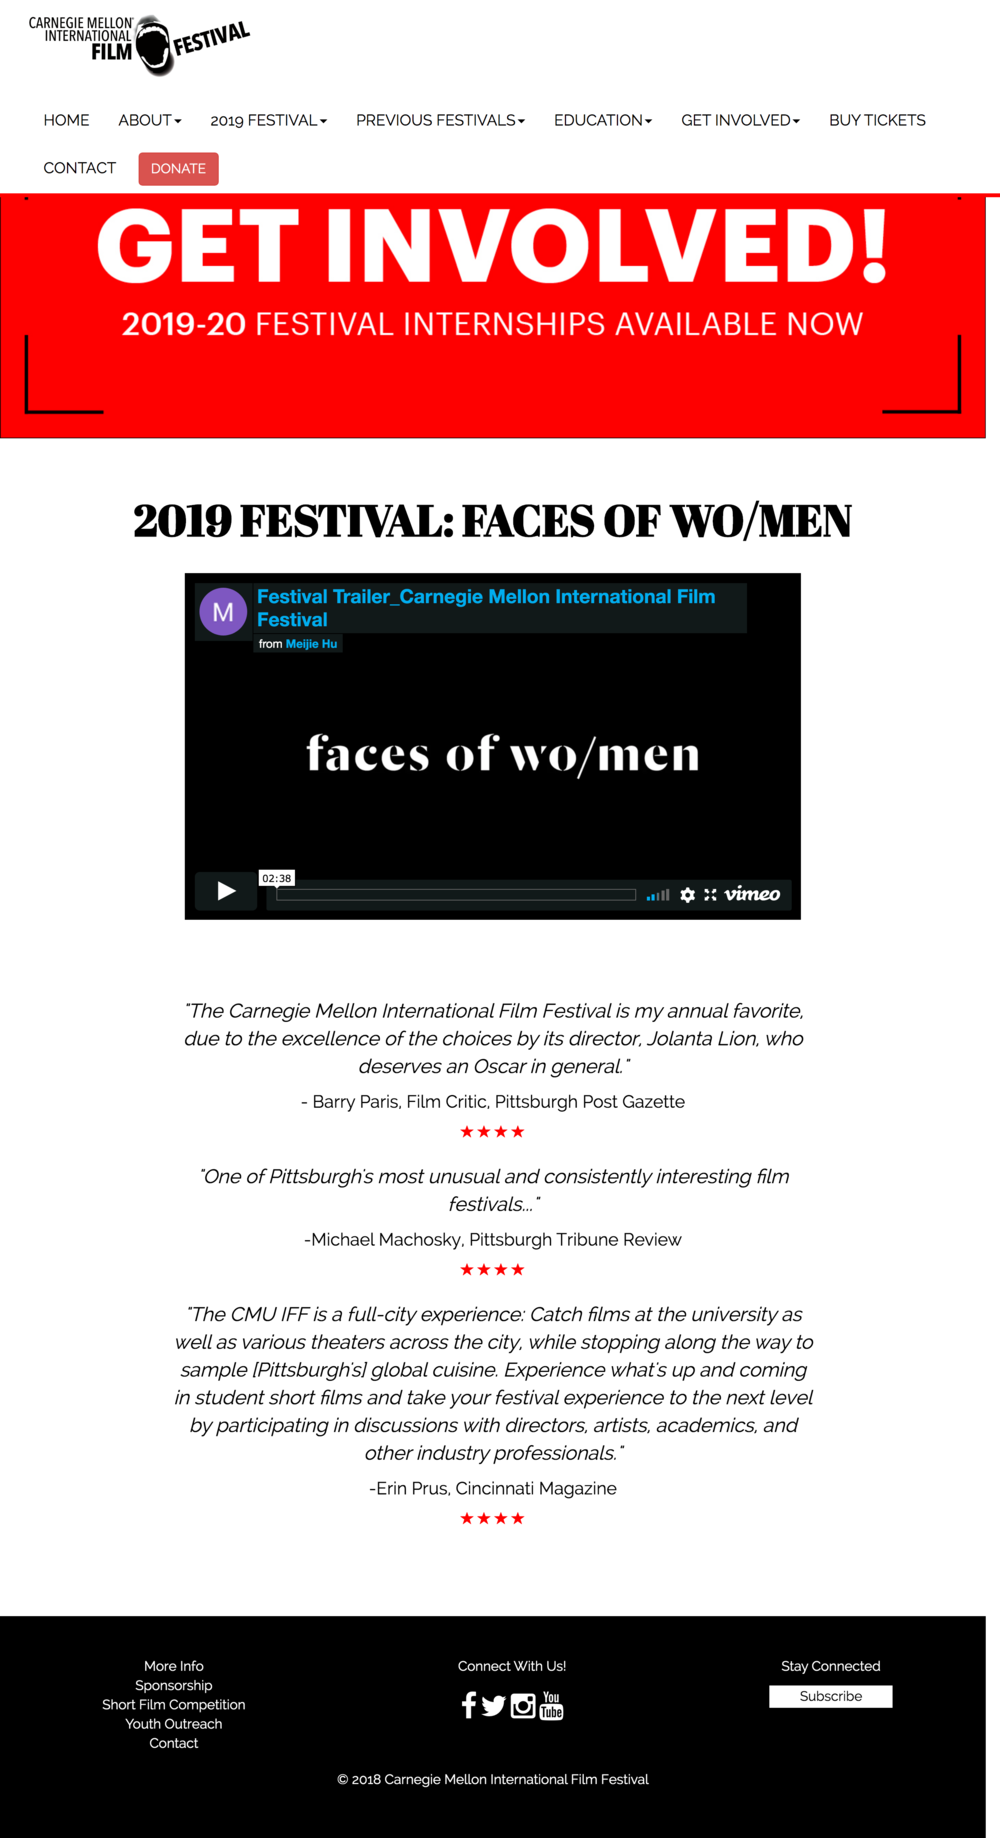 CARNEGIE MELLON
INTERNATIONAL
FILM FESTIVAL
HOME ABOUT 2019 FESTIVAL PREVIOUS FESTIVALS EDUCATION GET INVOLVED BUY TICKETS
CONTACT DONATE
GET INVOLVED!
2019-20 FESTIVAL INTERNSHIPS AVAILABLE NOW
2019 FESTIVAL: FACES OF WO/MEN
M
Festival Trailer_Carnegie Mellon International Film
Festival
from Meijie Hu
faces of wo/men
02:38
vimeo
"The Carnegie Mellon International Film Festival is my annual favorite,
due to the excellence of the choices by its director, Jolanta Lion, who
deserves an Oscar in general."
- Barry Paris, Film Critic, Pittsburgh Post Gazette
★★★★
"One of Pittsburgh's most unusual and consistently interesting film
festivals..."
-Michael Machosky, Pittsburgh Tribune Review
★★★★
"The CMU IFF is a full-city experience: Catch films at the university as
well as various theaters across the city, while stopping along the way to
sample [Pittsburgh's] global cuisine. Experience what's up and coming
in student short films and take your festival experience to the next level
by participating in discussions with directors, artists, academics, and
other industry professionals."
-Erin Prus, Cincinnati Magazine
★★★★
More Info
Sponsorship
Short Film Competition
Youth Outreach
Contact
Connect With Us!
You
Tube
Stay Connected
Subscribe
© 2018 Carnegie Mellon International Film Festival